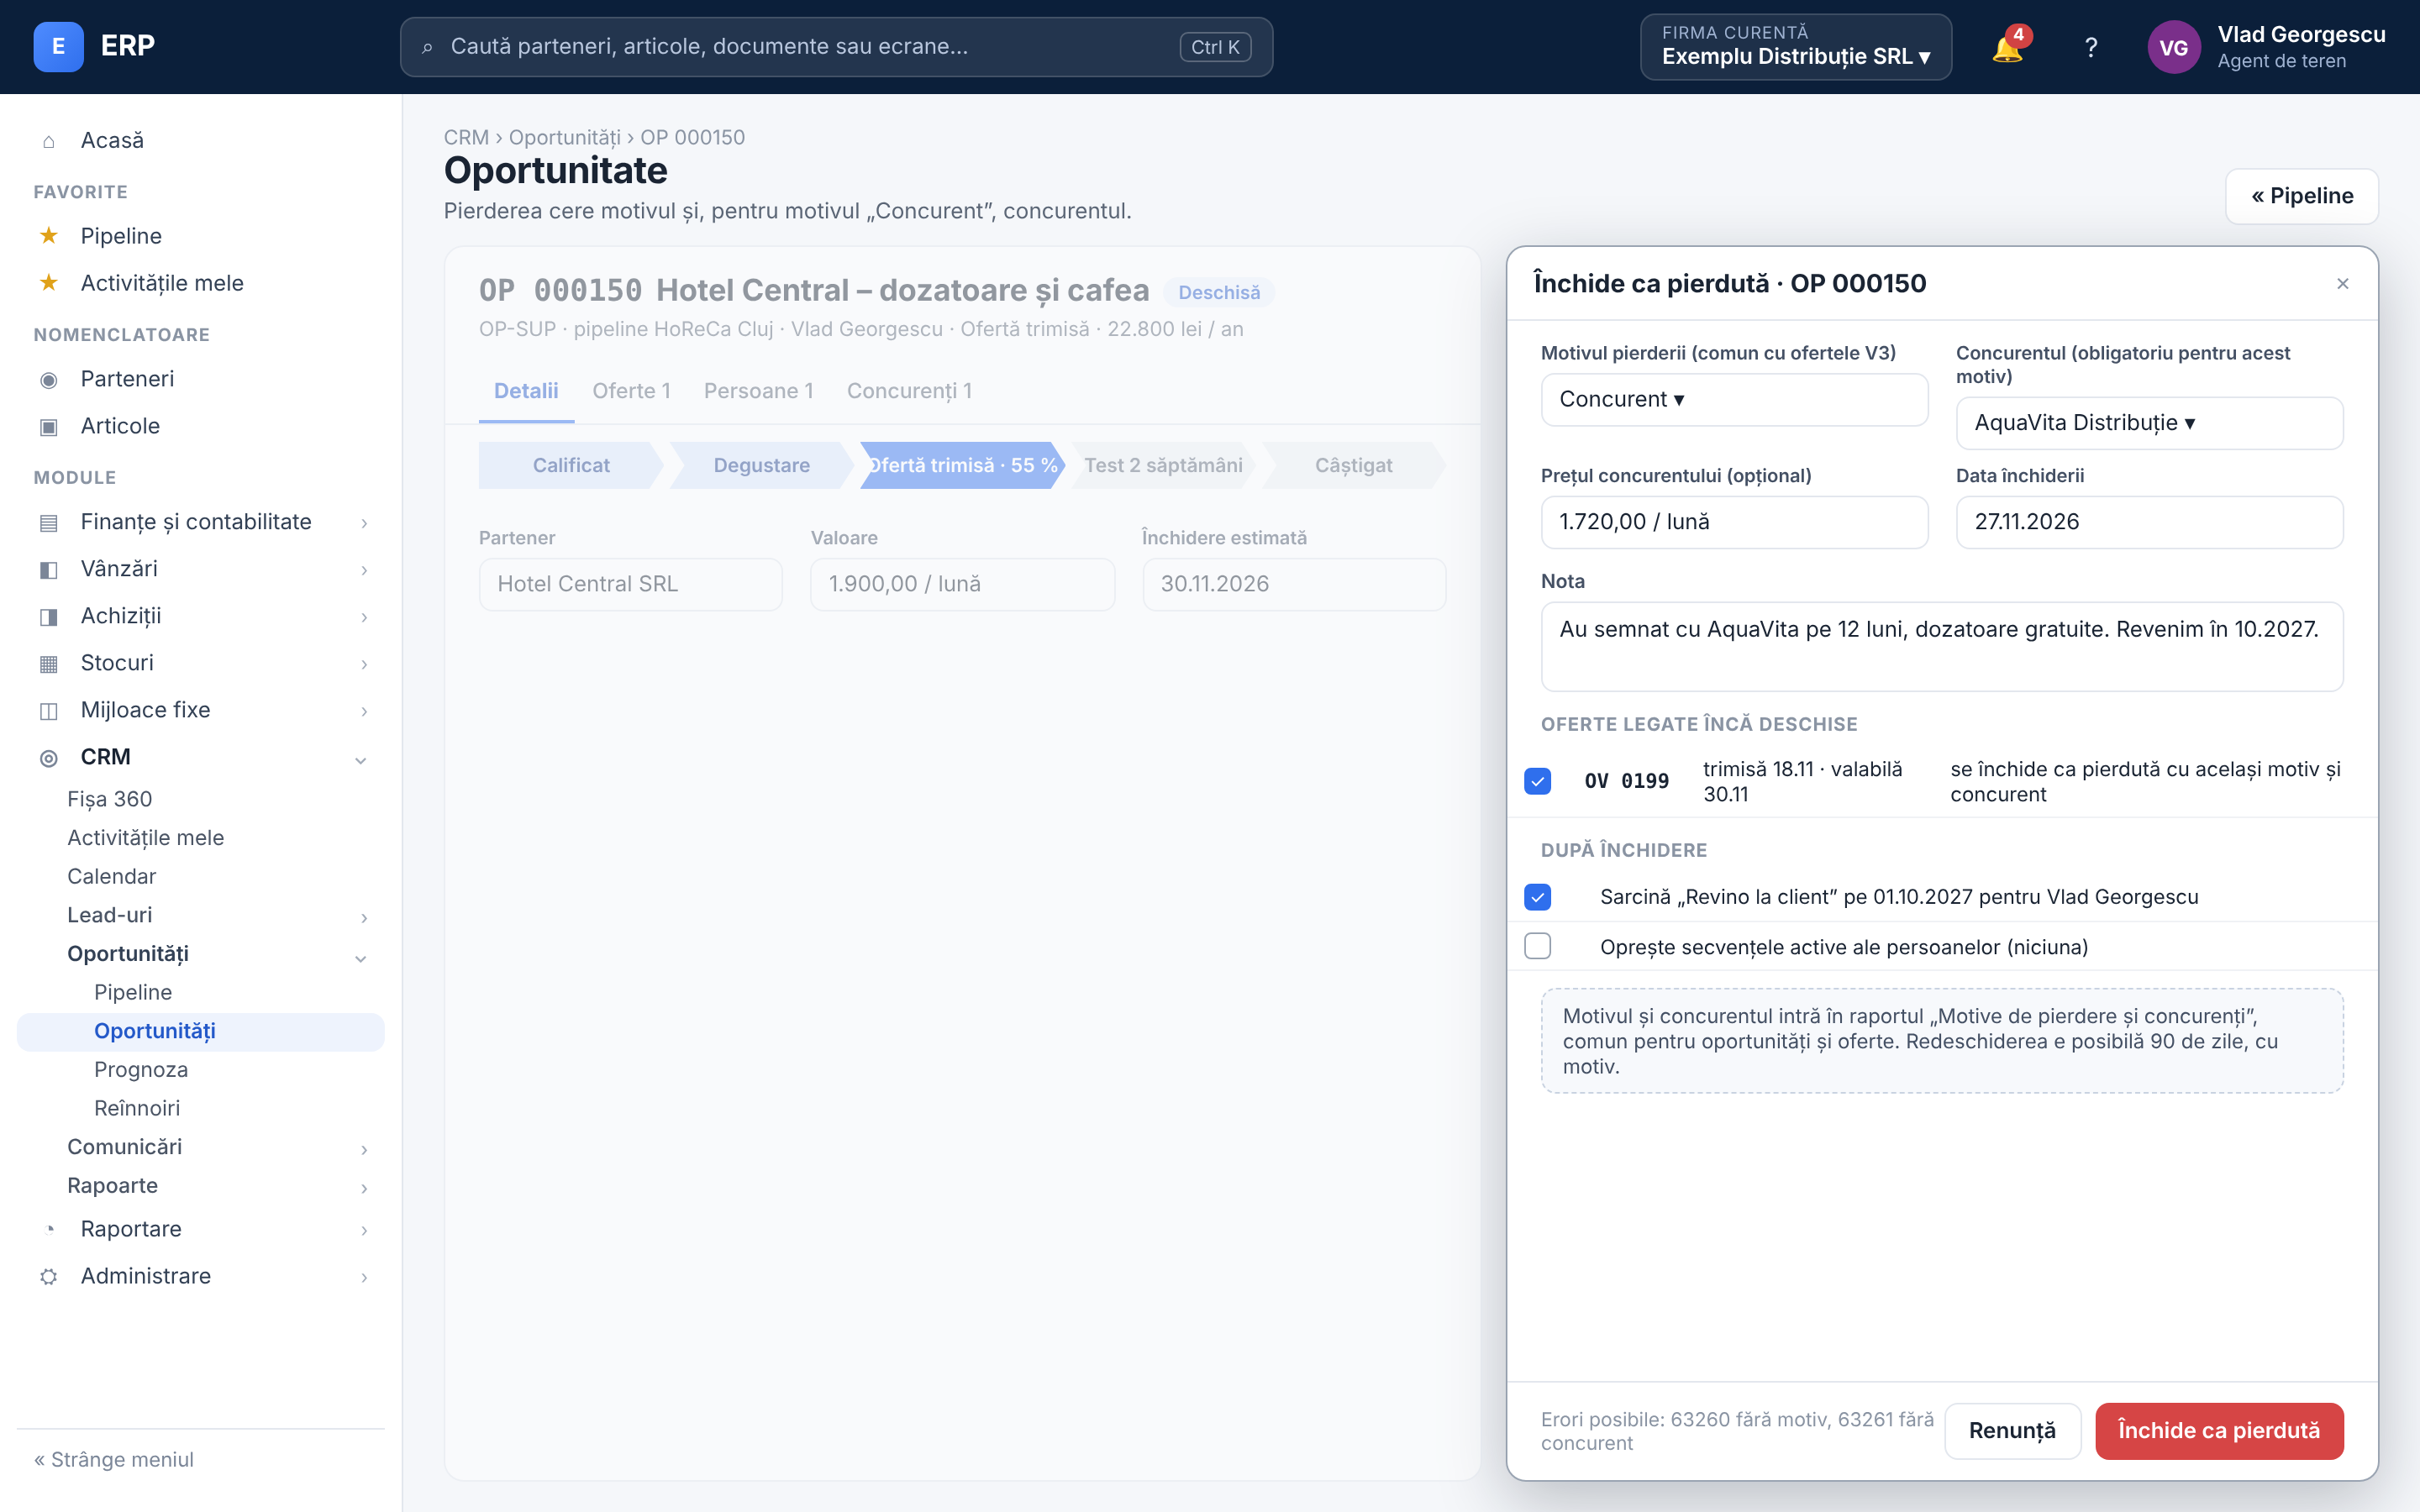 E ERP
Caută parteneri, articole, documente sau ecrane... Ctrl K
FIRMA CURENTĂ
Exemplu Distribuție SRL ▾
4
?
VG
Vlad Georgescu
Agent de teren
Acasă
FAVORITE
★ Pipeline
★ Activitățile mele
NOMENCLATOARE
Parteneri
Articole
MODULE
Finanțe și contabilitate ›
Vânzări ›
Achiziții ›
Stocuri ›
Mijloace fixe ›
CRM
Fișa 360
Activitățile mele
Calendar
Lead-uri ›
Oportunități
Pipeline
Oportunități
Prognoza
Reînnoiri
Comunicări ›
Rapoarte ›
Raportare ›
Administrare ›
« Strânge meniul
CRM › Oportunități › OP 000150
Oportunitate
Pierderea cere motivul și, pentru motivul „Concurent”, concurentul.
« Pipeline
OP 000150 Hotel Central – dozatoare și cafea Deschisă
OP-SUP · pipeline HoReCa Cluj · Vlad Georgescu · Ofertă trimisă · 22.800 lei / an
Detalii Oferte 1 Persoane 1 Concurenți 1
Calificat Degustare Ofertă trimisă · 55 % Test 2 săptămâni Câștigat
Partener Valoare Închidere estimată
Hotel Central SRL 1.900,00 / lună 30.11.2026
Închide ca pierdută · OP 000150 ×
Motivul pierderii (comun cu ofertele V3)
Concurent ▾
Concurentul (obligatoriu pentru acest
motiv)
AquaVita Distribuție ▾
Prețul concurentului (opțional)
1.720,00 / lună
Data închiderii
27.11.2026
Nota
Au semnat cu AquaVita pe 12 luni, dozatoare gratuite. Revenim în 10.2027.
OFERTE LEGATE ÎNCĂ DESCHISE
OV 0199
trimisă 18.11 · valabilă
30.11
se închide ca pierdută cu același motiv și
concurent
DUPĂ ÎNCHIDERE
Sarcină „Revino la client” pe 01.10.2027 pentru Vlad Georgescu
Oprește secvențele active ale persoanelor (niciuna)
Motivul și concurentul intră în raportul „Motive de pierdere și concurenți”,
comun pentru oportunități și oferte. Redeschiderea e posibilă 90 de zile, cu
motiv.
Erori posibile: 63260 fără motiv, 63261 fără
concurent
Renunță
Închide ca pierdută